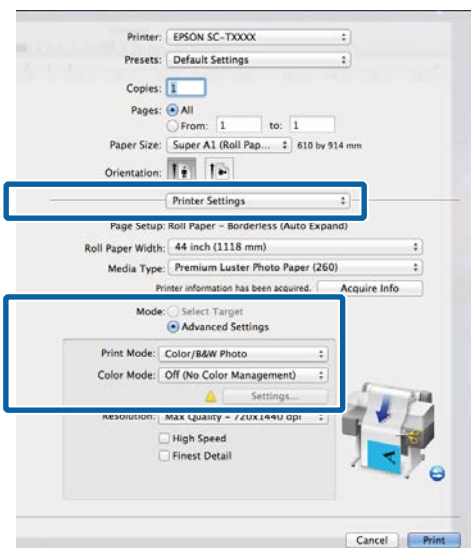 Printer: EPSON SC-TXXXX
Presets: Default Settings
Copies: 1
Pages: All
From: 1 to: 1
Paper Size: Super A1 (Roll Pap... 610 by 914 mm
Orientation:
Printer Settings
Page Setup: Roll Paper - Borderless (Auto Expand)
Roll Paper Width: 44 inch (1118 mm)
Media Type: Premium Luster Photo Paper (260)
Printer information has been acquired. Acquire Info
Mode: Select Target
Advanced Settings
Print Mode: Color/B&W Photo
Color Mode: Off (No Color Management)
Settings...
Resolution: Max Quality - 720x1440 dpi
High Speed
Finest Detail
A
Cancel Print